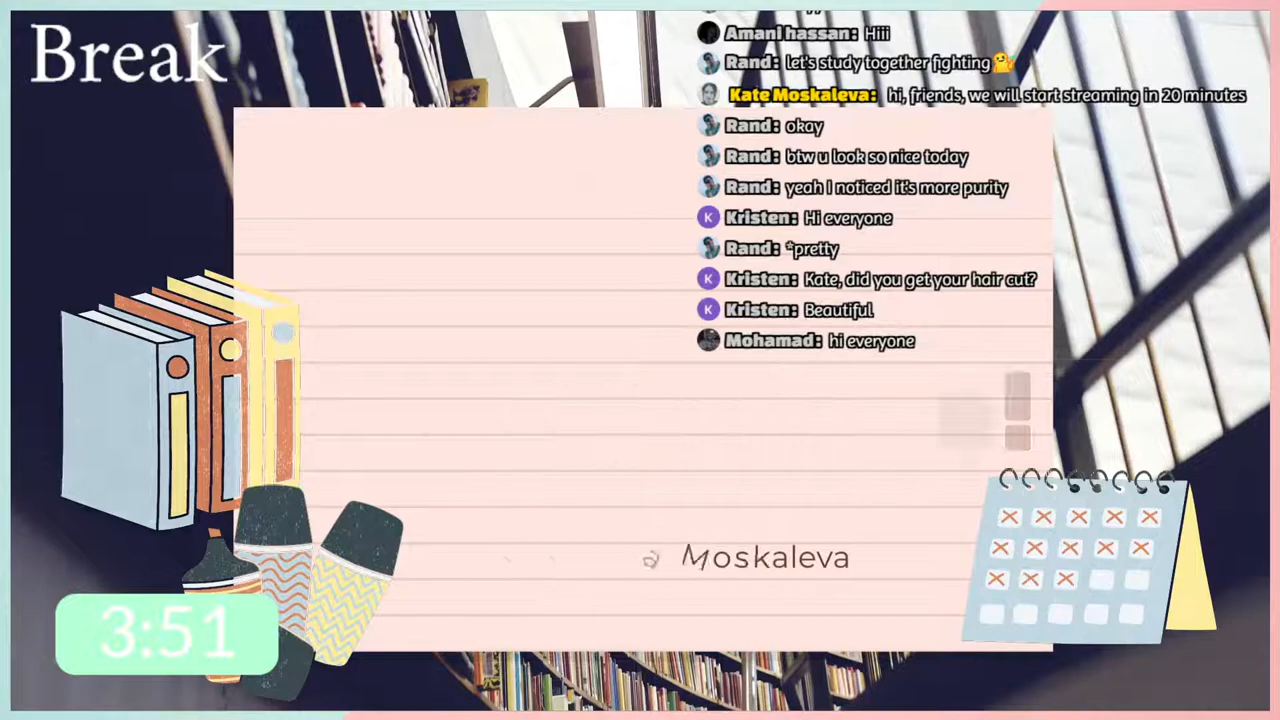 Break
Amani hassan: Hiii
Rand: let's study together fighting
Kate Moskaleva: hi, friends, we will start streaming in 20 minutes
Rand: okay
Rand: btw u look so nice today
Rand: yeah I noticed it's more purity
K Kristen: Hi everyone
Rand: *pretty
K Kristen: Kate, did you get your hair cut?
K Kristen: Beautiful
Mohamad: hi everyone
Moskaleva
3:51